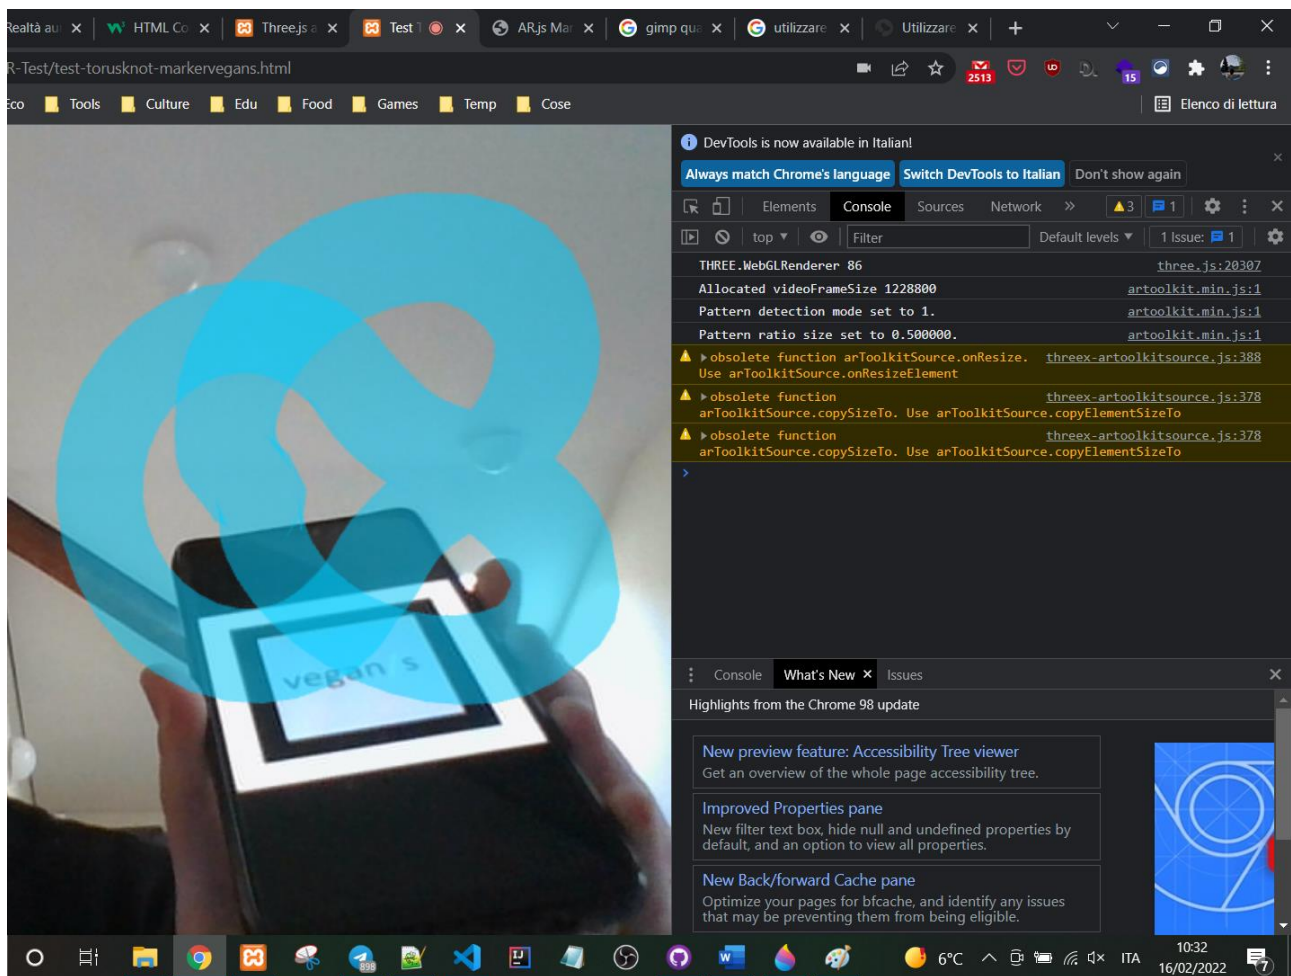 Realtà au
HTML Co
Three.js a
Test T
AR.js Mar
gimp qua
utilizzare
Utilizzare
R-Test/test-torusknot-markervegans.html
2513
15
Eco Tools Culture Edu Food Games Temp Cose
Elenco di lettura
DevTools is now available in Italian!
Always match Chrome's language Switch DevTools to Italian Don't show again
Elements Console Sources Network » 3 1
top ▼ Filter Default levels ▼ 1 Issue: 1
THREE.WebGLRenderer 86 three.js:20307
Allocated videoFrameSize 1228800 artoolkit.min.js:1
Pattern detection mode set to 1. artoolkit.min.js:1
Pattern ratio size set to 0.500000. artoolkit.min.js:1
obsolete function arToolkitSource.onResize. threex-artoolkitsource.js:388
Use arToolkitSource.onResizeElement
obsolete function threex-artoolkitsource.js:378
arToolkitSource.copySizeTo. Use arToolkitSource.copyElementSizeTo
obsolete function threex-artoolkitsource.js:378
arToolkitSource.copySizeTo. Use arToolkitSource.copyElementSizeTo
vegan s
Console What's New Issues
Highlights from the Chrome 98 update
New preview feature: Accessibility Tree viewer
Get an overview of the whole page accessibility tree.
Improved Properties pane
New filter text box, hide null and undefined properties by
default, and an option to view all properties.
New Back/forward Cache pane
Optimize your pages for bfcache, and identify any issues
that may be preventing them from being eligible.
898
6°C
ITA
10:32
16/02/2022
7